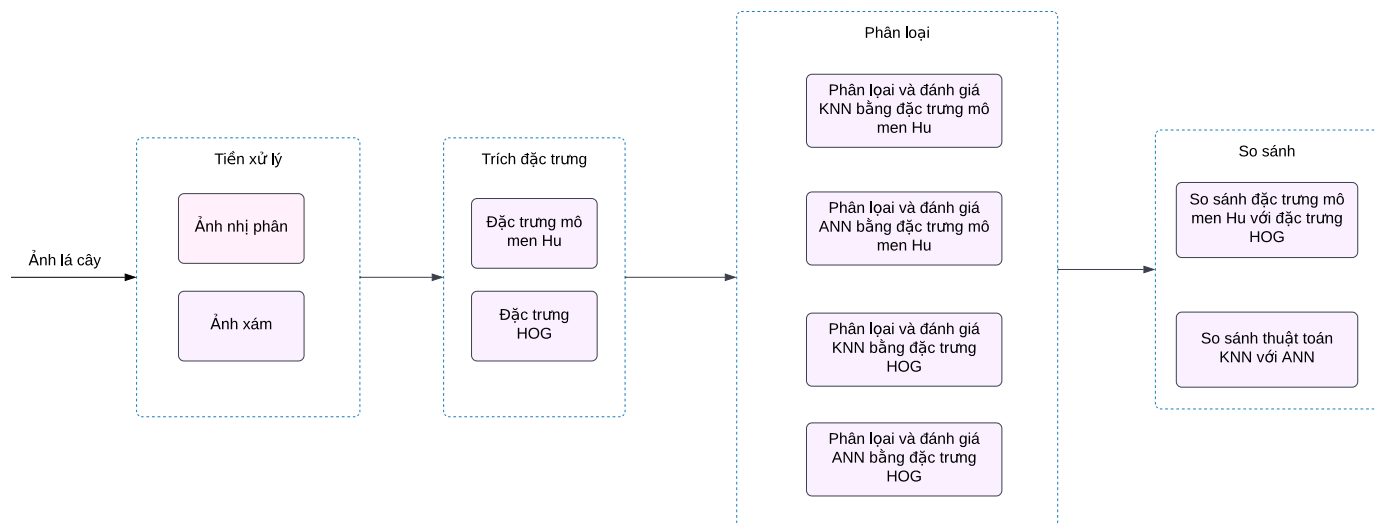 Ảnh lá cây
Tiền xử lý
Ảnh nhị phân
Ảnh xám
Trích đặc trưng
Đặc trưng mô
men Hu
Đặc trưng
HOG
Phân loại
Phân lọai và đánh giá
KNN bằng đặc trưng mô
men Hu
Phân lọai và đánh giá
ANN bằng đặc trưng mô
men Hu
Phân lọai và đánh giá
KNN bằng đặc trưng
HOG
Phân lọai và đánh giá
ANN bằng đặc trưng
HOG
So sánh
So sánh đặc trưng mô
men Hu với đặc trưng
HOG
So sánh thuật toán
KNN với ANN